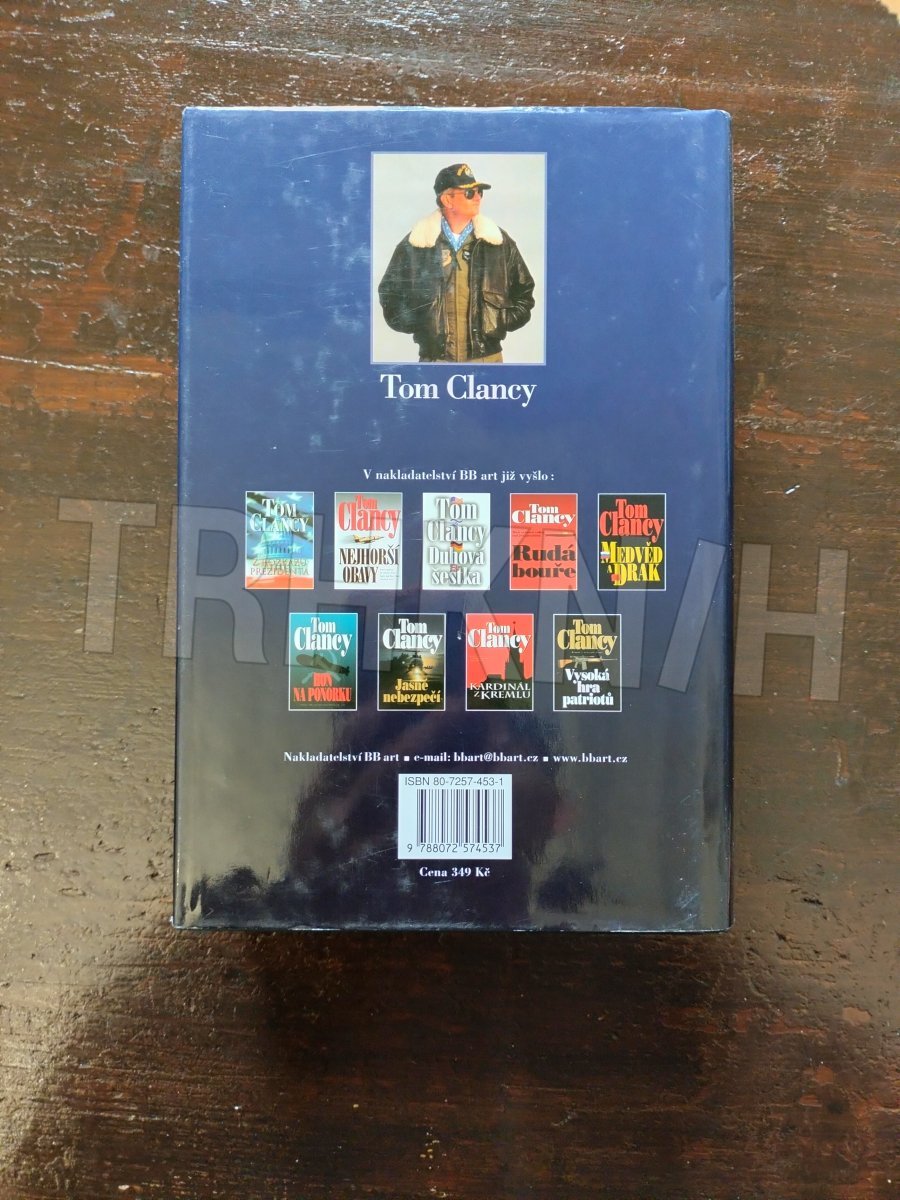 Tom Clancy
V nakladatelství BB art již vyšlo :
TOM
CLANCY
PREZIDENTA
Tom
Clancy
NEJHORŠÍ
OBAVY
Tom
Clancy
Duhová
šestka
Tom
Clancy
Rudá
bouře
Tom
Clancy
MEDVĚD
A DRAK
Tom
Clancy
HON
NA PONORKU
Tom
Clancy
Jasné
nebezpečí
Tom
Clancy
KARDINÁL
Z KREMLU
Tom
Clancy
Vysoká
hra
patriotů
Nakladatelství BB art ■ e-mail: bbart@bbart.cz ■ www.bbart.cz
ISBN 80-7257-453-1
9 788072 574537
Cena 349 Kč
TRHKNIH